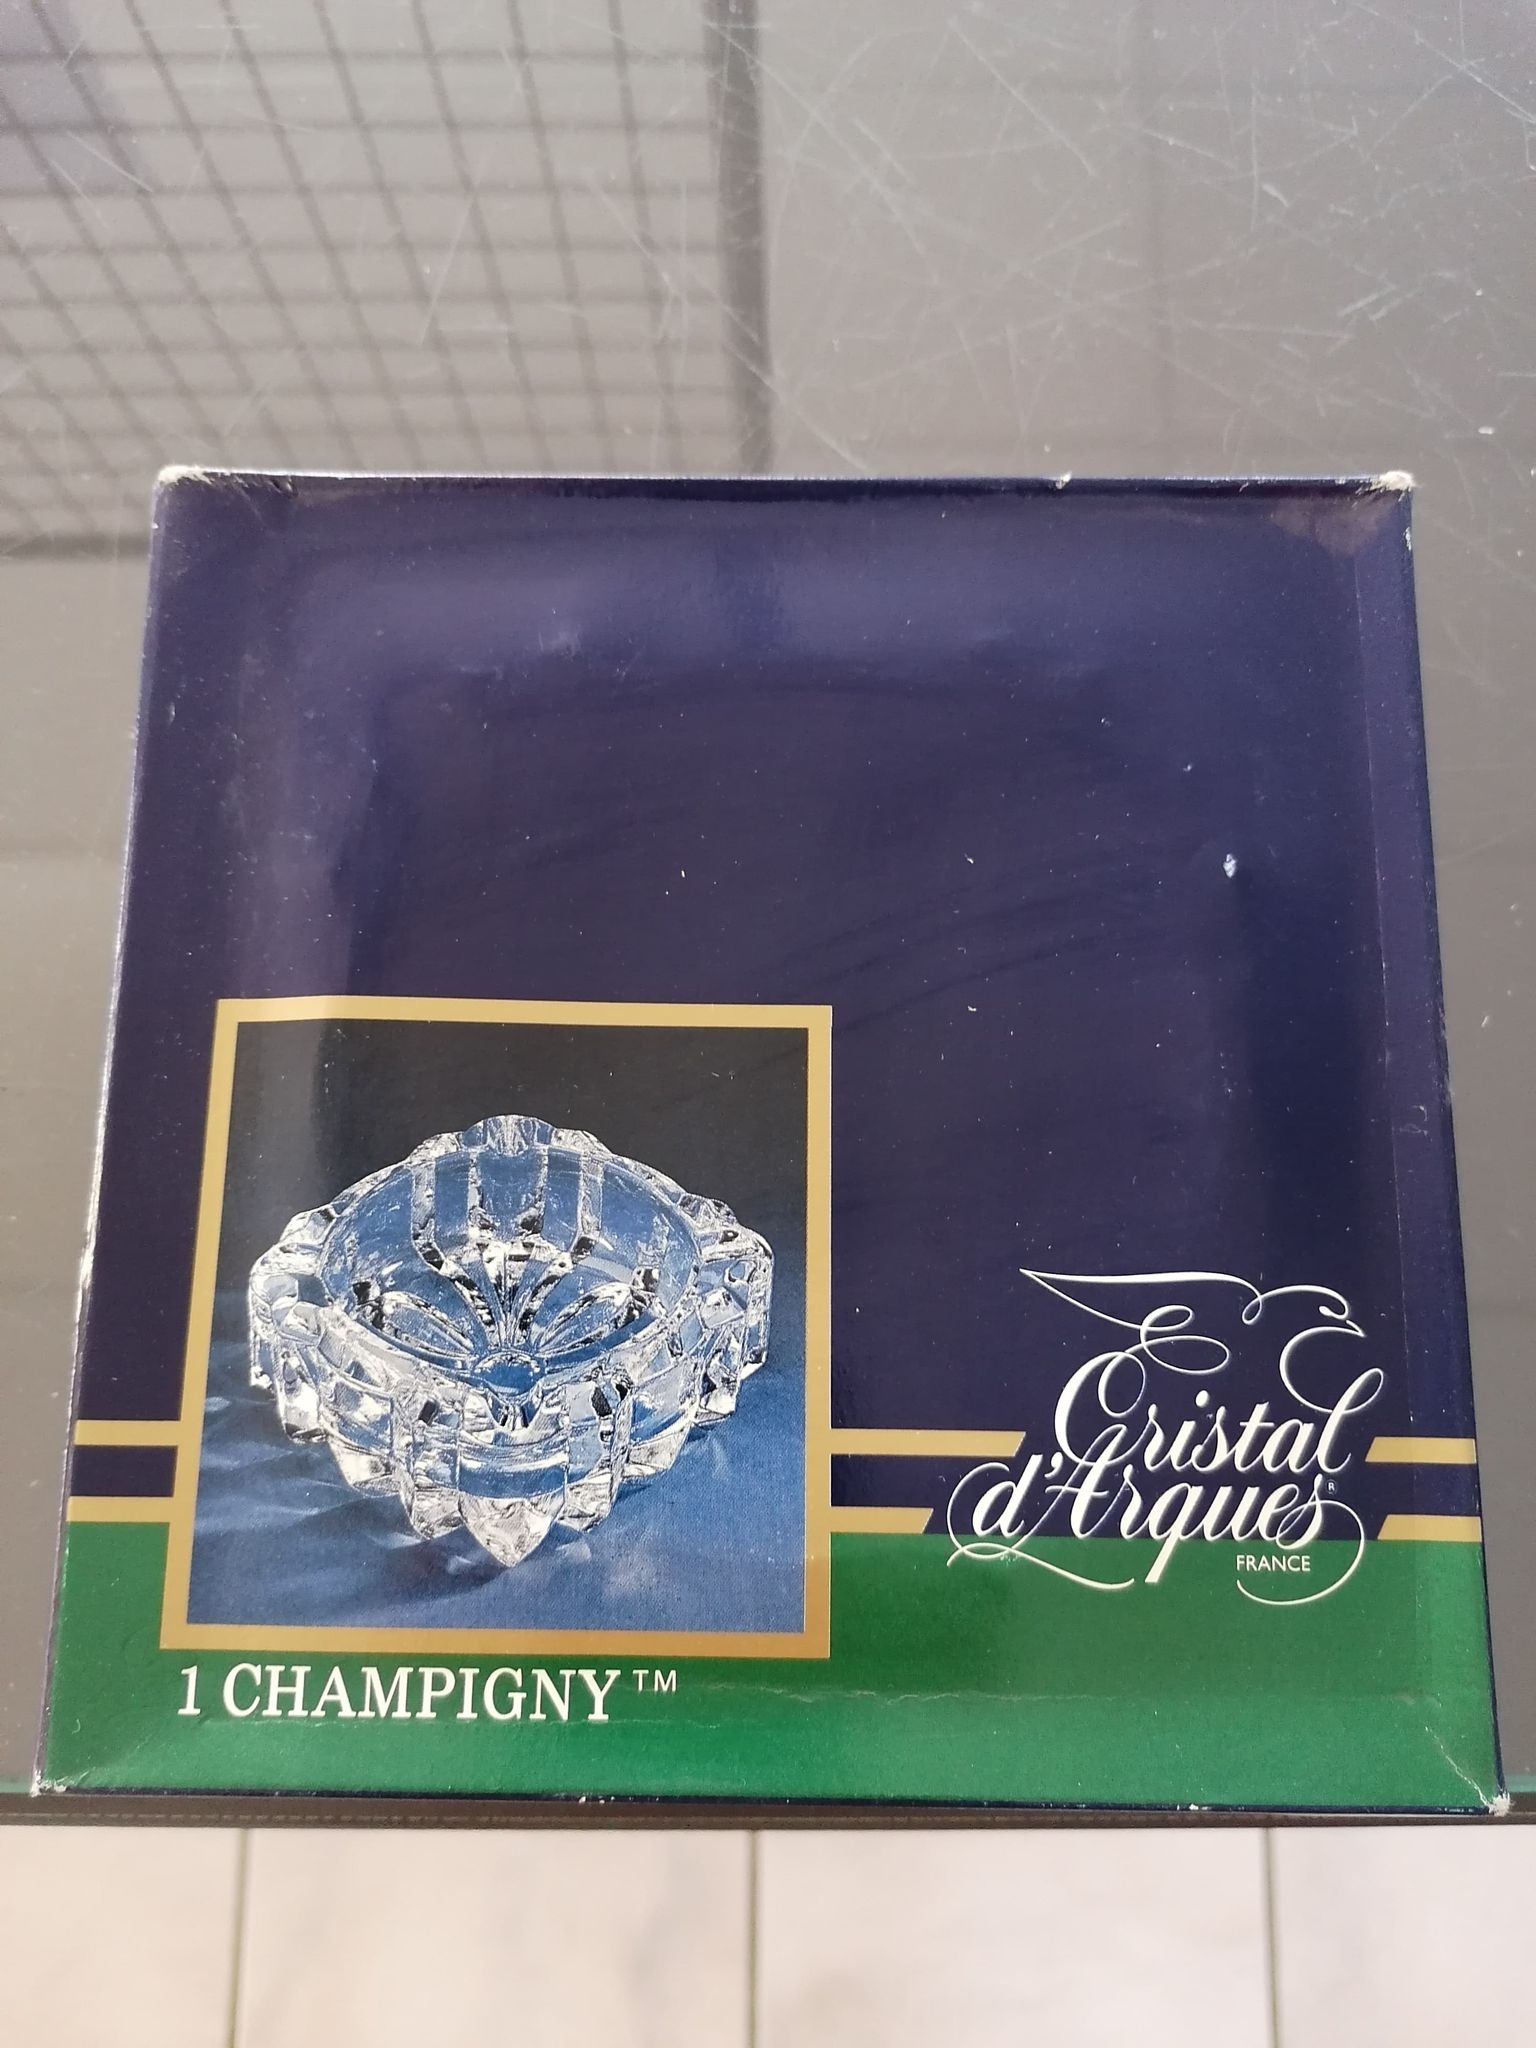 Cristal
d'Arques®
FRANCE
1 CHAMPIGNY™